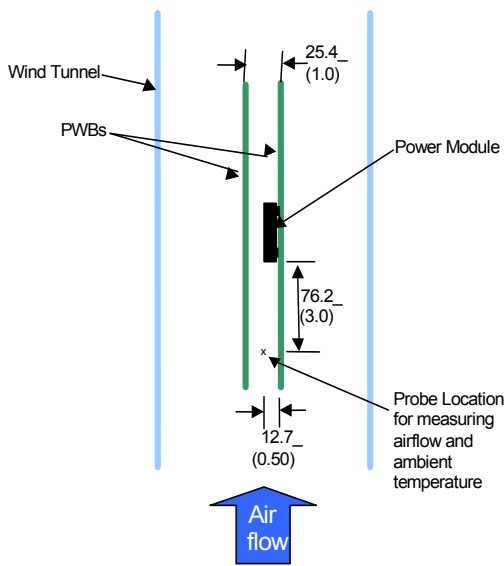 25.4_
(1.0)
Wind Tunnel
PWBs
Power Module
76.2_
(3.0)
x
Probe Location
for measuring
airflow and
ambient
temperature
12.7_
(0.50)
Air
flow